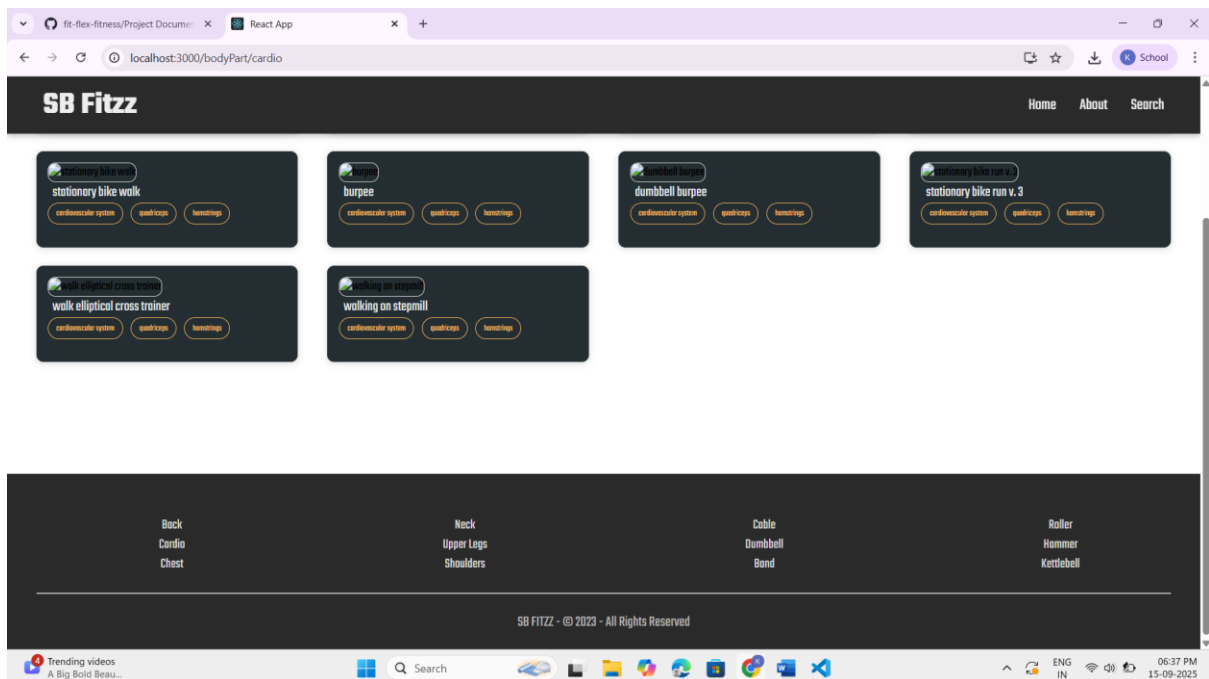 fit-flex-fitness/Project Documen
React App
localhost:3000/bodyPart/cardio
K School
SB Fitzz
Home About Search
stationary bike walk
burpee
dumbbell burpee
stationary bike run v. 3
stationary bike walk
burpee
dumbbell burpee
stationary bike run v. 3
cardiovascular system quadriceps hamstrings
cardiovascular system quadriceps hamstrings
cardiovascular system quadriceps hamstrings
cardiovascular system quadriceps hamstrings
walk elliptical cross trainer
walking on stepmill
walk elliptical cross trainer
walking on stepmill
cardiovascular system quadriceps hamstrings
cardiovascular system quadriceps hamstrings
Back Neck Cable Roller
Cardio Upper Legs Dumbbell Hammer
Chest Shoulders Band Kettlebell
SB FITZZ - © 2023 - All Rights Reserved
4
Trending videos
A Big Bold Beau...
Search
ENG
IN
06:37 PM
15-09-2025